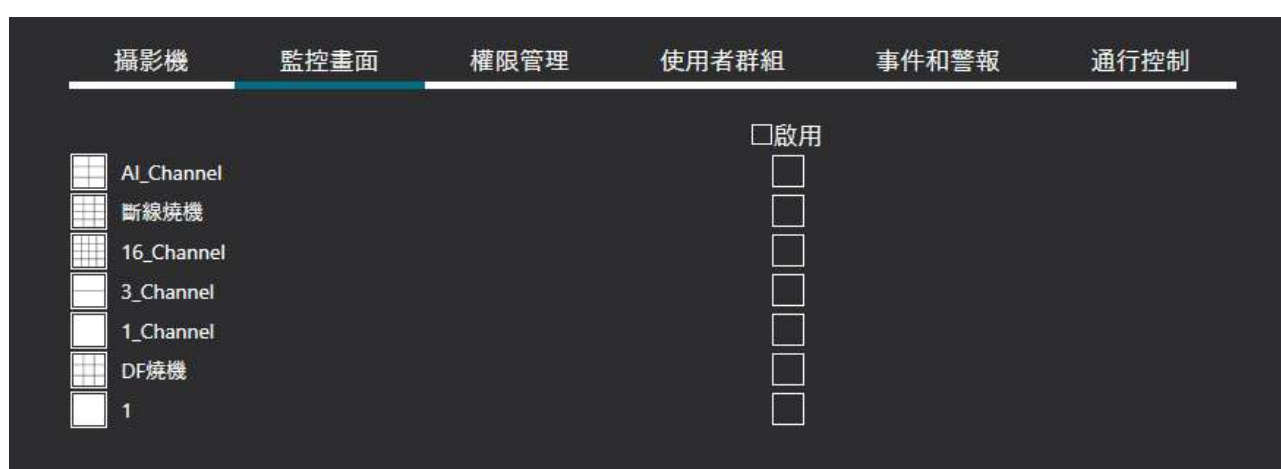 攝影機 監控畫面 權限管理 使用者群組 事件和警報 通行控制
啟用
AI_Channel
斷線燒機
16_Channel
3_Channel
1_Channel
DF燒機
1